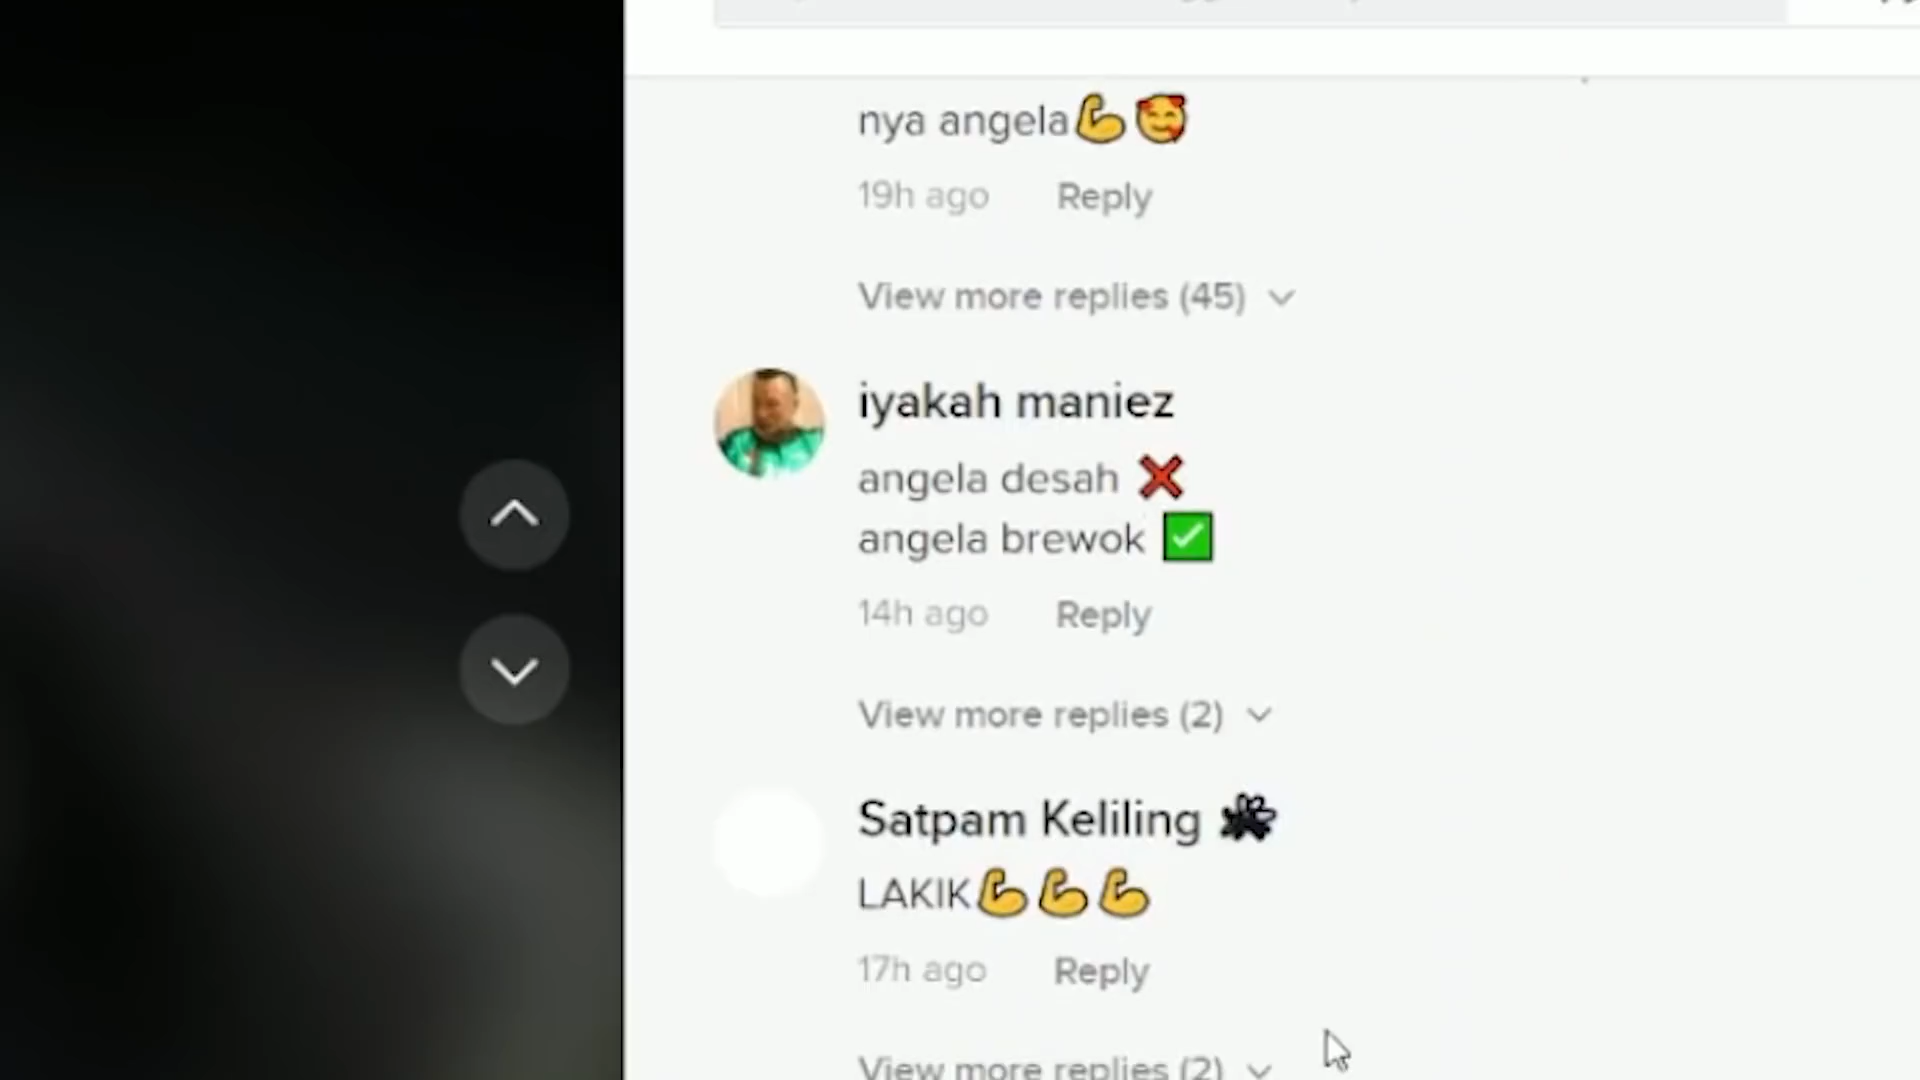 nya angela💪🥰
19h ago Reply
View more replies (45)
iyakah maniez
angela desah ❌
angela brewok ✅
14h ago Reply
View more replies (2)
Satpam Keliling
LAKIK💪💪💪
17h ago Reply
View more replies (2)